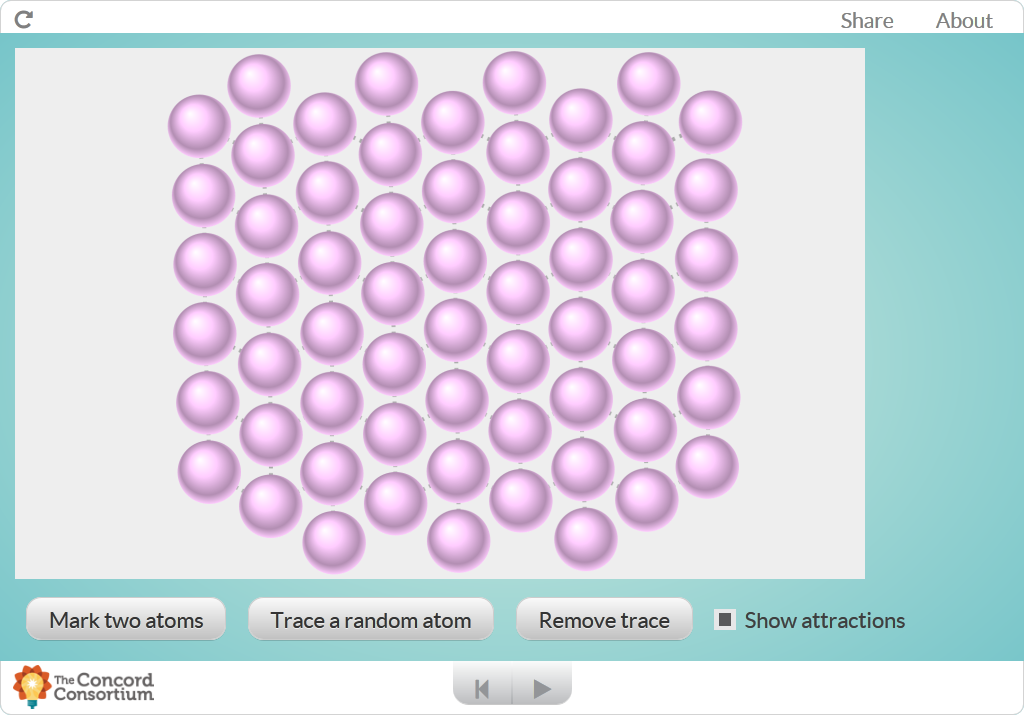 Share About
Mark two atoms Trace a random atom Remove trace Show attractions
The Concord
Consortium